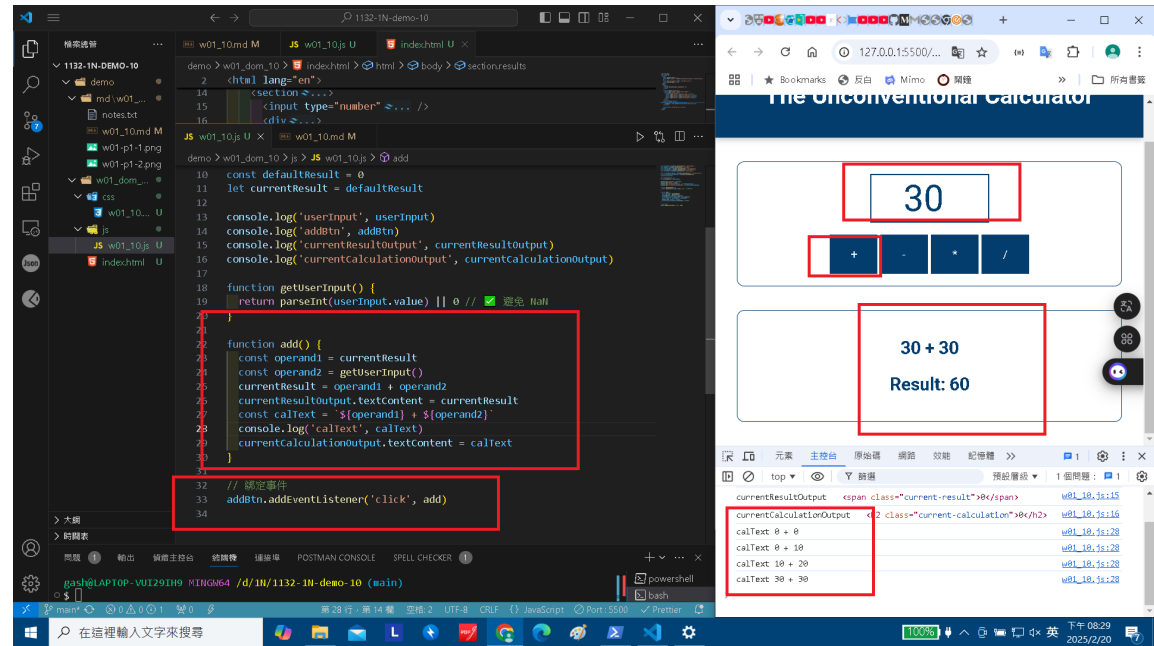 1132-1N-demo-10
檔案總管
w01_10.md M
JS w01_10.js U
index.html U
1132-1N-DEMO-10
demo
md\w01_...
notes.txt
w01_10.md M
w01-p1-1.png
w01-p1-2.png
w01_dom_...
css
w01_10.... U
js
JS w01_10.js U
index.html U
大綱
時間表
demo > w01_dom_10 > index.html > html > body > section.results
2 <html lang="en">
14 <section ...>
15 <input type="number" ... />
16 <div ...>
JS w01_10.js U
w01_10.md M
demo > w01_dom_10 > js > JS w01_10.js > add
10 const defaultResult = 0
11 let currentResult = defaultResult
12
13 console.log('userInput', userInput)
14 console.log('addBtn', addBtn)
15 console.log('currentResultOutput', currentResultOutput)
16 console.log('currentCalculationOutput', currentCalculationOutput)
17
18 function getUserInput() {
19 return parseInt(userInput.value) || 0 // ✅ 避免 NaN
20 }
21
22 function add() {
23 const operand1 = currentResult
24 const operand2 = getUserInput()
25 currentResult = operand1 + operand2
26 currentResultOutput.textContent = currentResult
27 const calText = `${operand1} + ${operand2}`
28 console.log('calText', calText)
29 currentCalculationOutput.textContent = calText
30 }
31
32 // 綁定事件
33 addBtn.addEventListener('click', add)
34
問題 1 輸出 偵錯主控台 終端機 連接埠 POSTMAN CONSOLE SPELL CHECKER 1
gash@LAPTOP-VUI29IH9 MINGW64 /d/1N/1132-1N-demo-10 (main)
$
powershell
bash
main* 0 0 1 0 第 28 行，第 14 欄 空格: 2 UTF-8 CRLF {} JavaScript Port : 5500 Prettier
127.0.0.1:5500/...
Bookmarks 反白 Mimo 鬧鐘 所有書籤
The Unconventional Calculator
30
+ - * /
30 + 30
Result: 60
元素 主控台 原始碼 網路 效能 記憶體 1
top 篩選 預設層級 1 個問題： 1
currentResultOutput <span class="current-result">0</span> w01_10.js:15
currentCalculationOutput <h2 class="current-calculation">0</h2> w01_10.js:16
calText 0 + 0 w01_10.js:28
calText 0 + 10 w01_10.js:28
calText 10 + 20 w01_10.js:28
calText 30 + 30 w01_10.js:28
在這裡輸入文字來搜尋
100%
英
下午 08:29
2025/2/20
7